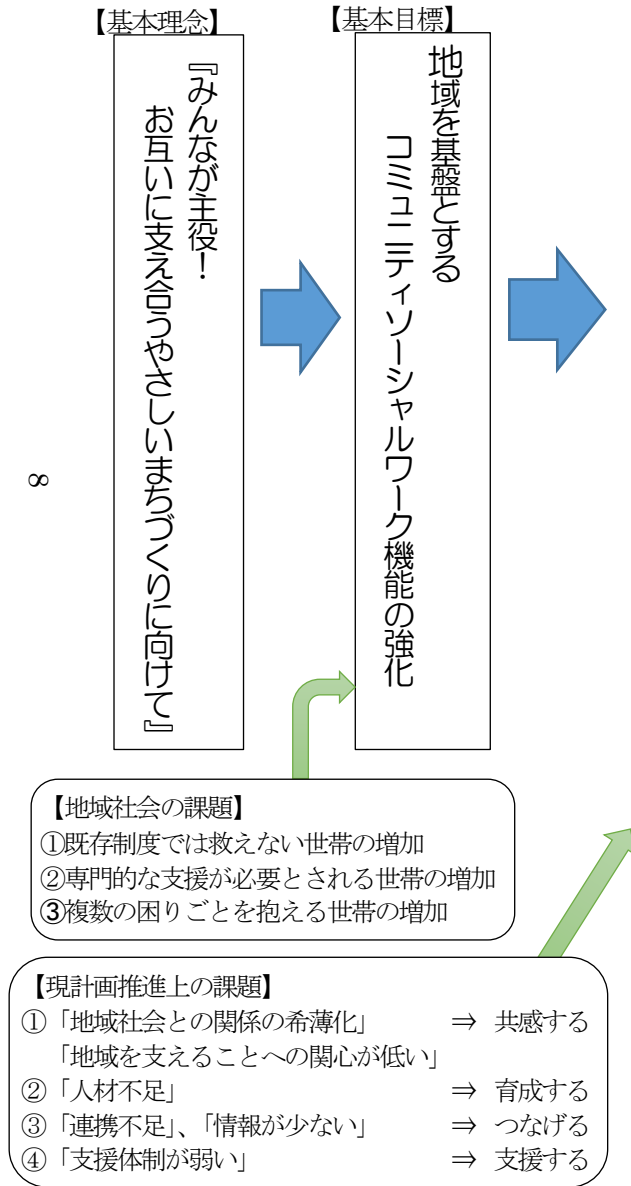 【基本理念】
『みんなが主役！
お互いに支え合うやさしいまちづくりに向けて』
【基本目標】
地域を基盤とする
コミュニティソーシャルワーク機能の強化
8
【地域社会の課題】
①既存制度では救えない世帯の増加
②専門的な支援が必要とされる世帯の増加
③複数の困りごとを抱える世帯の増加
【現計画推進上の課題】
①「地域社会との関係の希薄化」 ⇒ 共感する
「地域を支えることへの関心が低い」
②「人材不足」 ⇒ 育成する
③「連携不足」、「情報が少ない」 ⇒ つなげる
④「支援体制が弱い」 ⇒ 支援する